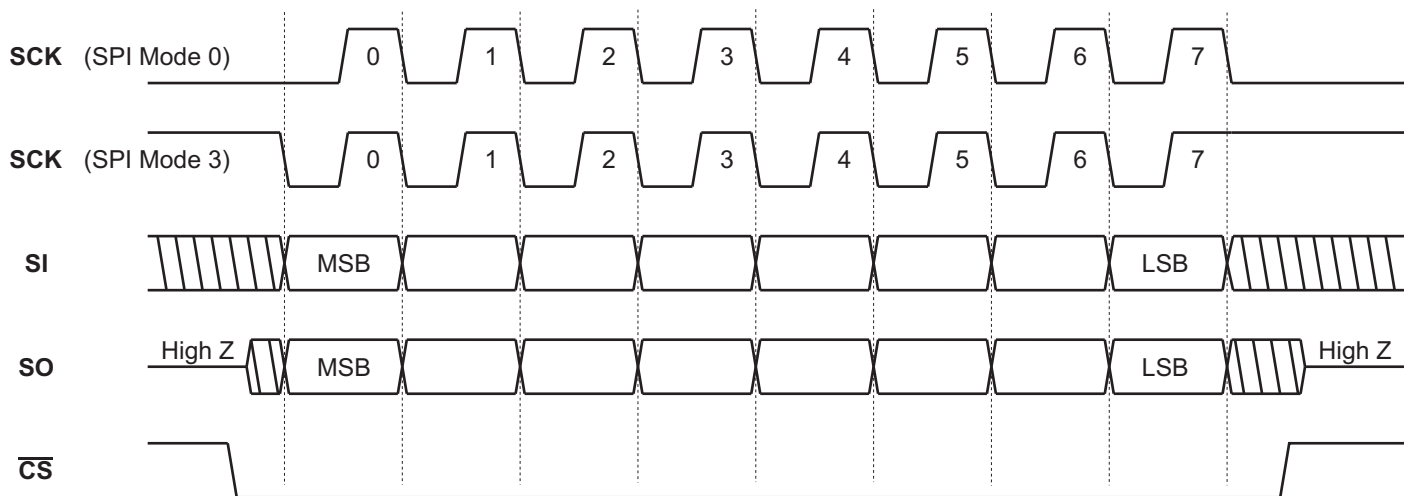 SCK (SPI Mode 0) 0 1 2 3 4 5 6 7
SCK (SPI Mode 3) 0 1 2 3 4 5 6 7
SI MSB LSB
SO High Z MSB LSB High Z
CS